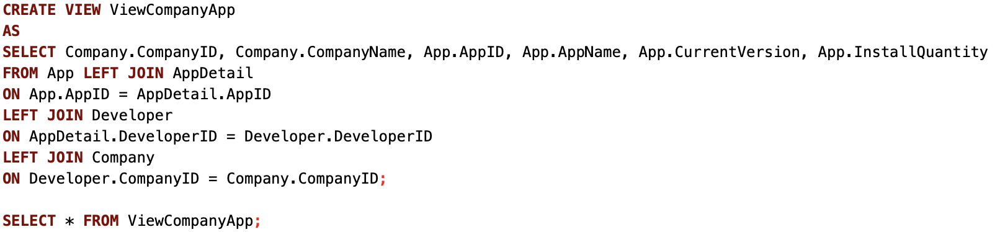 CREATE VIEW ViewCompanyApp
AS
SELECT Company.CompanyID, Company.CompanyName, App.AppID, App.AppName, App.CurrentVersion, App.InstallQuantity
FROM App LEFT JOIN AppDetail
ON App.AppID = AppDetail.AppID
LEFT JOIN Developer
ON AppDetail.DeveloperID = Developer.DeveloperID
LEFT JOIN Company
ON Developer.CompanyID = Company.CompanyID;
SELECT * FROM ViewCompanyApp;